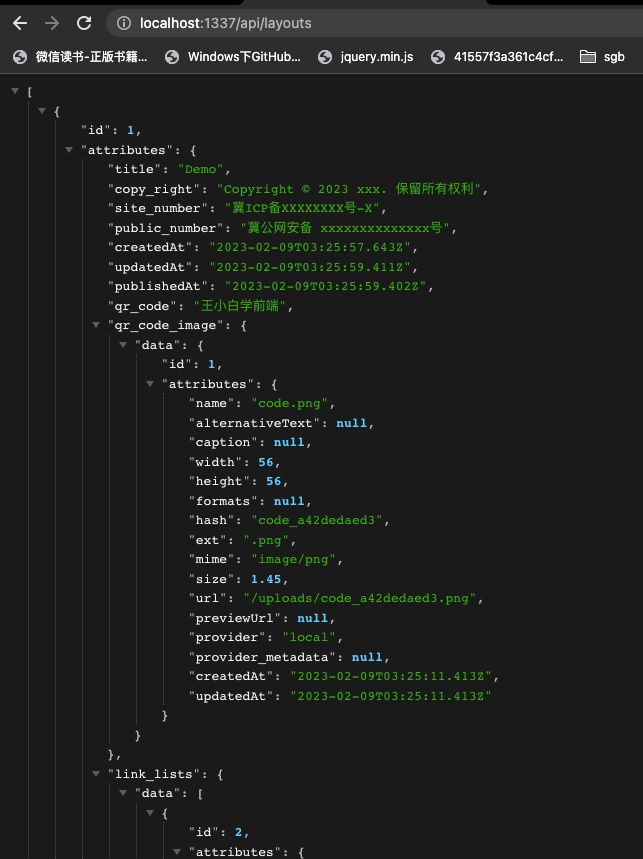 localhost:1337/api/layouts
微信读书-正版书籍... Windows下GitHub... jquery.min.js 41557f3a361c4cf... sgb
[
{
"id": 1,
"attributes": {
"title": "Demo",
"copy_right": "Copyright © 2023 xxx. 保留所有权利",
"site_number": "冀ICP备XXXXXXXX号-X",
"public_number": "冀公网安备 xxxxxxxxxxxxxx号",
"createdAt": "2023-02-09T03:25:57.643Z",
"updatedAt": "2023-02-09T03:25:59.411Z",
"publishedAt": "2023-02-09T03:25:59.402Z",
"qr_code": "王小白学前端",
"qr_code_image": {
"data": {
"id": 1,
"attributes": {
"name": "code.png",
"alternativeText": null,
"caption": null,
"width": 56,
"height": 56,
"formats": null,
"hash": "code_a42dedaed3",
"ext": ".png",
"mime": "image/png",
"size": 1.45,
"url": "/uploads/code_a42dedaed3.png",
"previewUrl": null,
"provider": "local",
"provider_metadata": null,
"createdAt": "2023-02-09T03:25:11.413Z",
"updatedAt": "2023-02-09T03:25:11.413Z"
}
}
},
"link_lists": {
"data": [
{
"id": 2,
"attributes": {